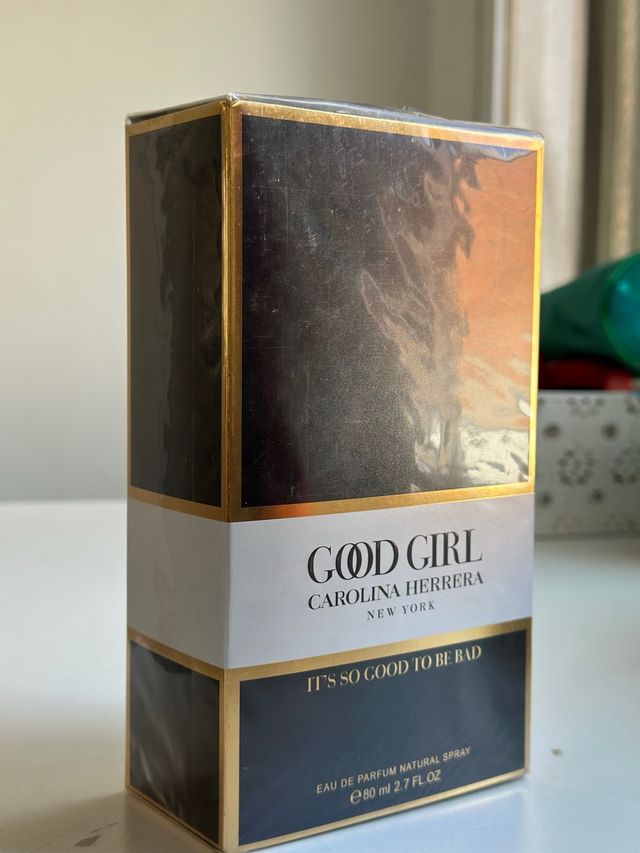 GOOD GIRL
CAROLINA HERRERA
NEW YORK
IT'S SO GOOD TO BE BAD
EAU DE PARFUM NATURAL SPRAY
℮80 ml 2.7 FL.OZ